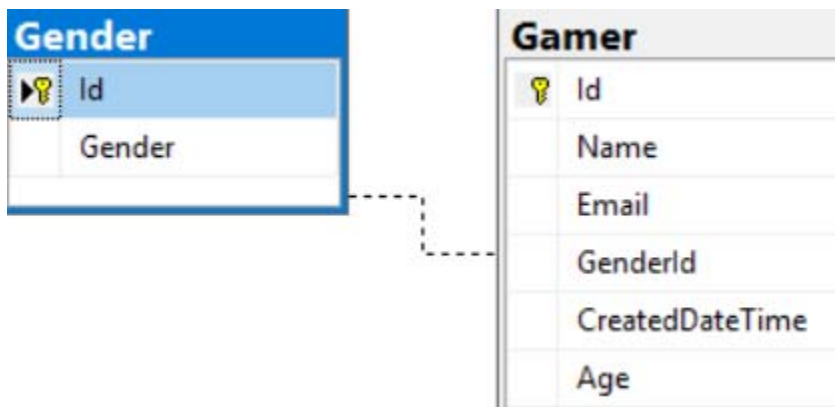 Gender
Id
Gender
Gamer
Id
Name
Email
GenderId
CreatedDateTime
Age